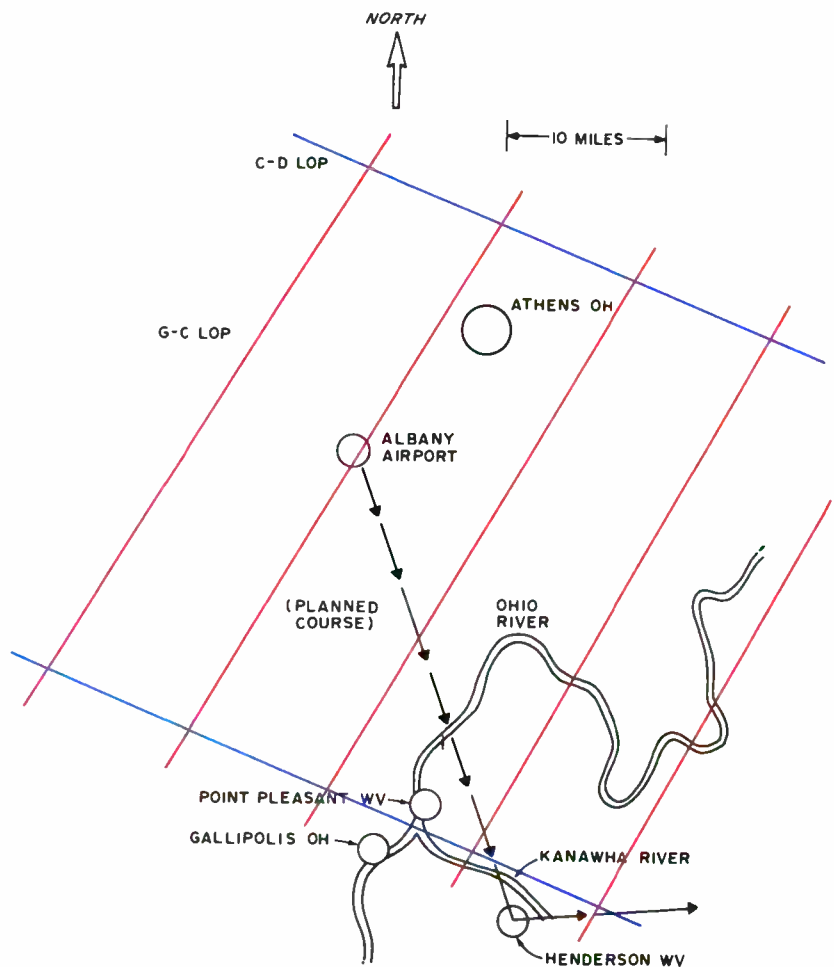 NORTH
10 MILES
C-D LOP
ATHENS OH
G-C LOP
ALBANY
AIRPORT
(PLANNED
COURSE)
OHIO
RIVER
POINT PLEASANT WV
GALLIPOLIS OH
KANAWHA RIVER
HENDERSON WV